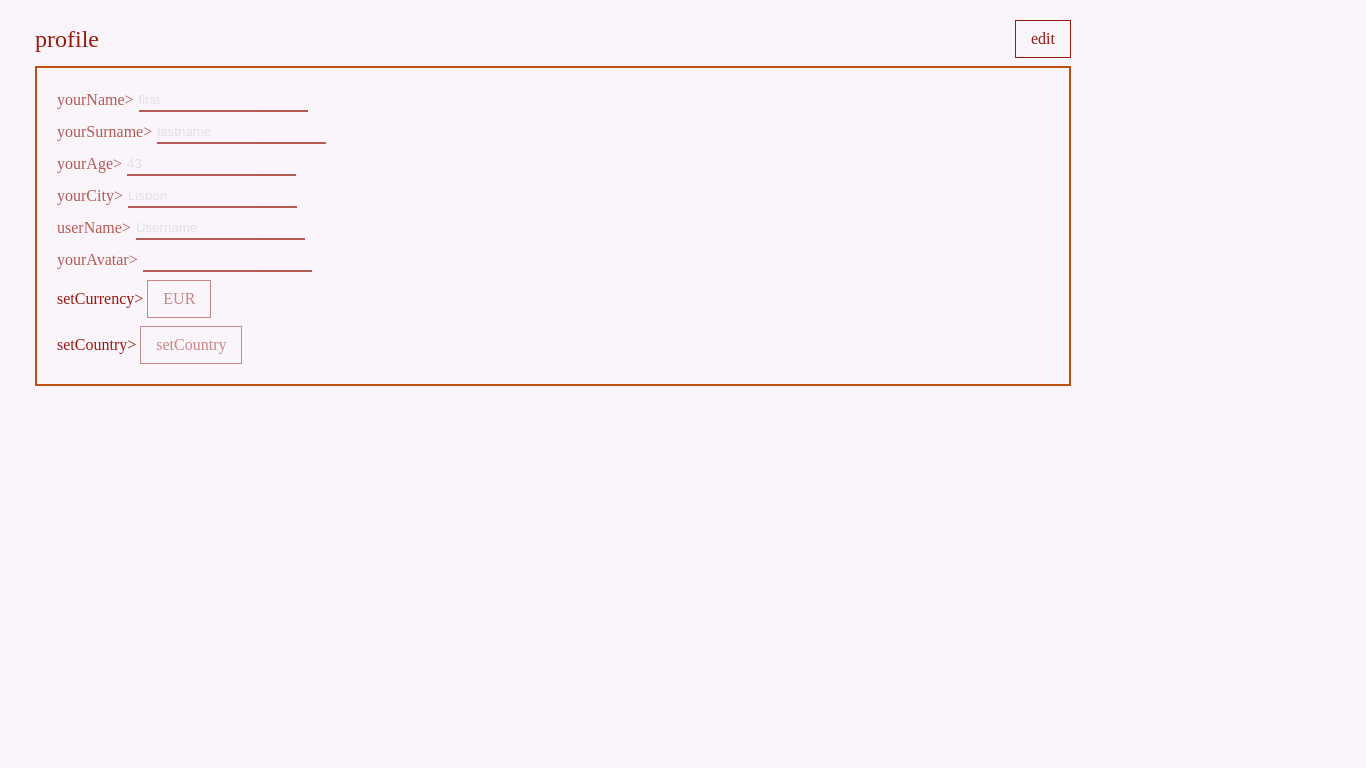 profile
edit
yourName> first
yourSurname> lastname
yourAge> 43
yourCity> Lisbon
userName> Username
yourAvatar>
setCurrency> EUR
setCountry> setCountry